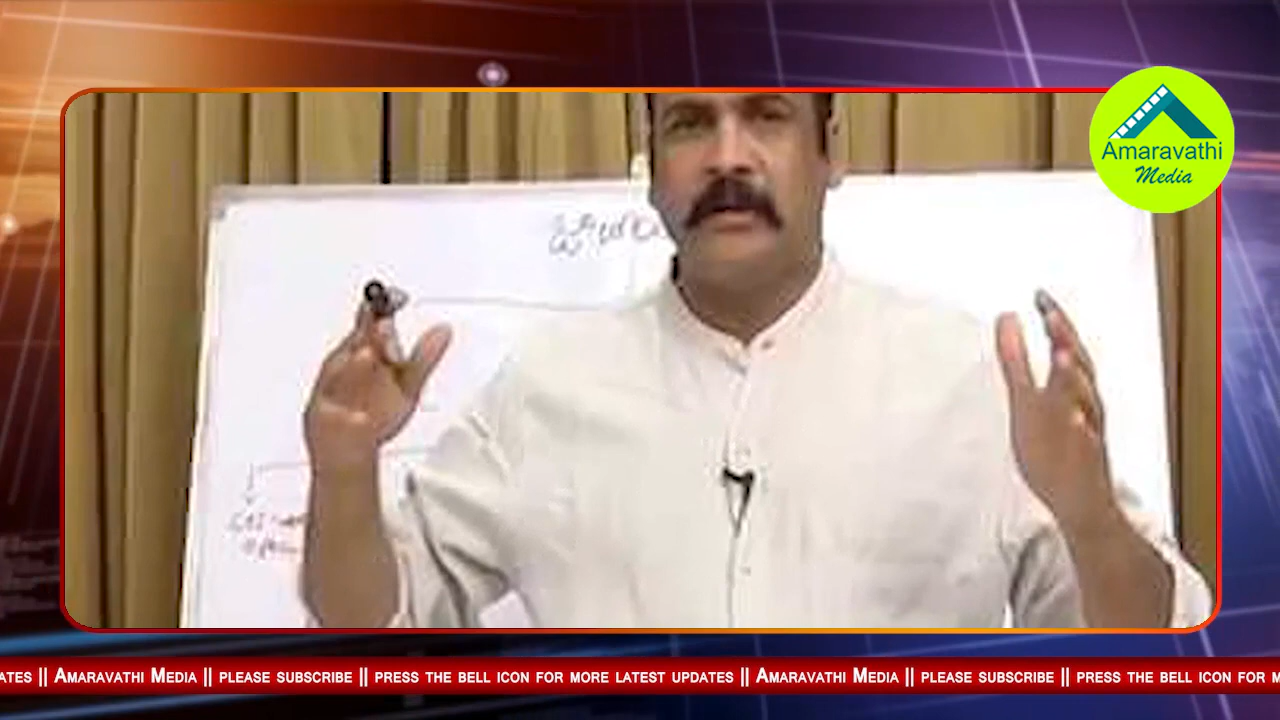 Amaravathi
Media
ATES || AMARAVATHI MEDIA || PLEASE SUBSCRIBE || PRESS THE BELL ICON FOR MORE LATEST UPDATES || AMARAVATHI MEDIA || PLEASE SUBSCRIBE || PRESS THE BELL ICON FOR M